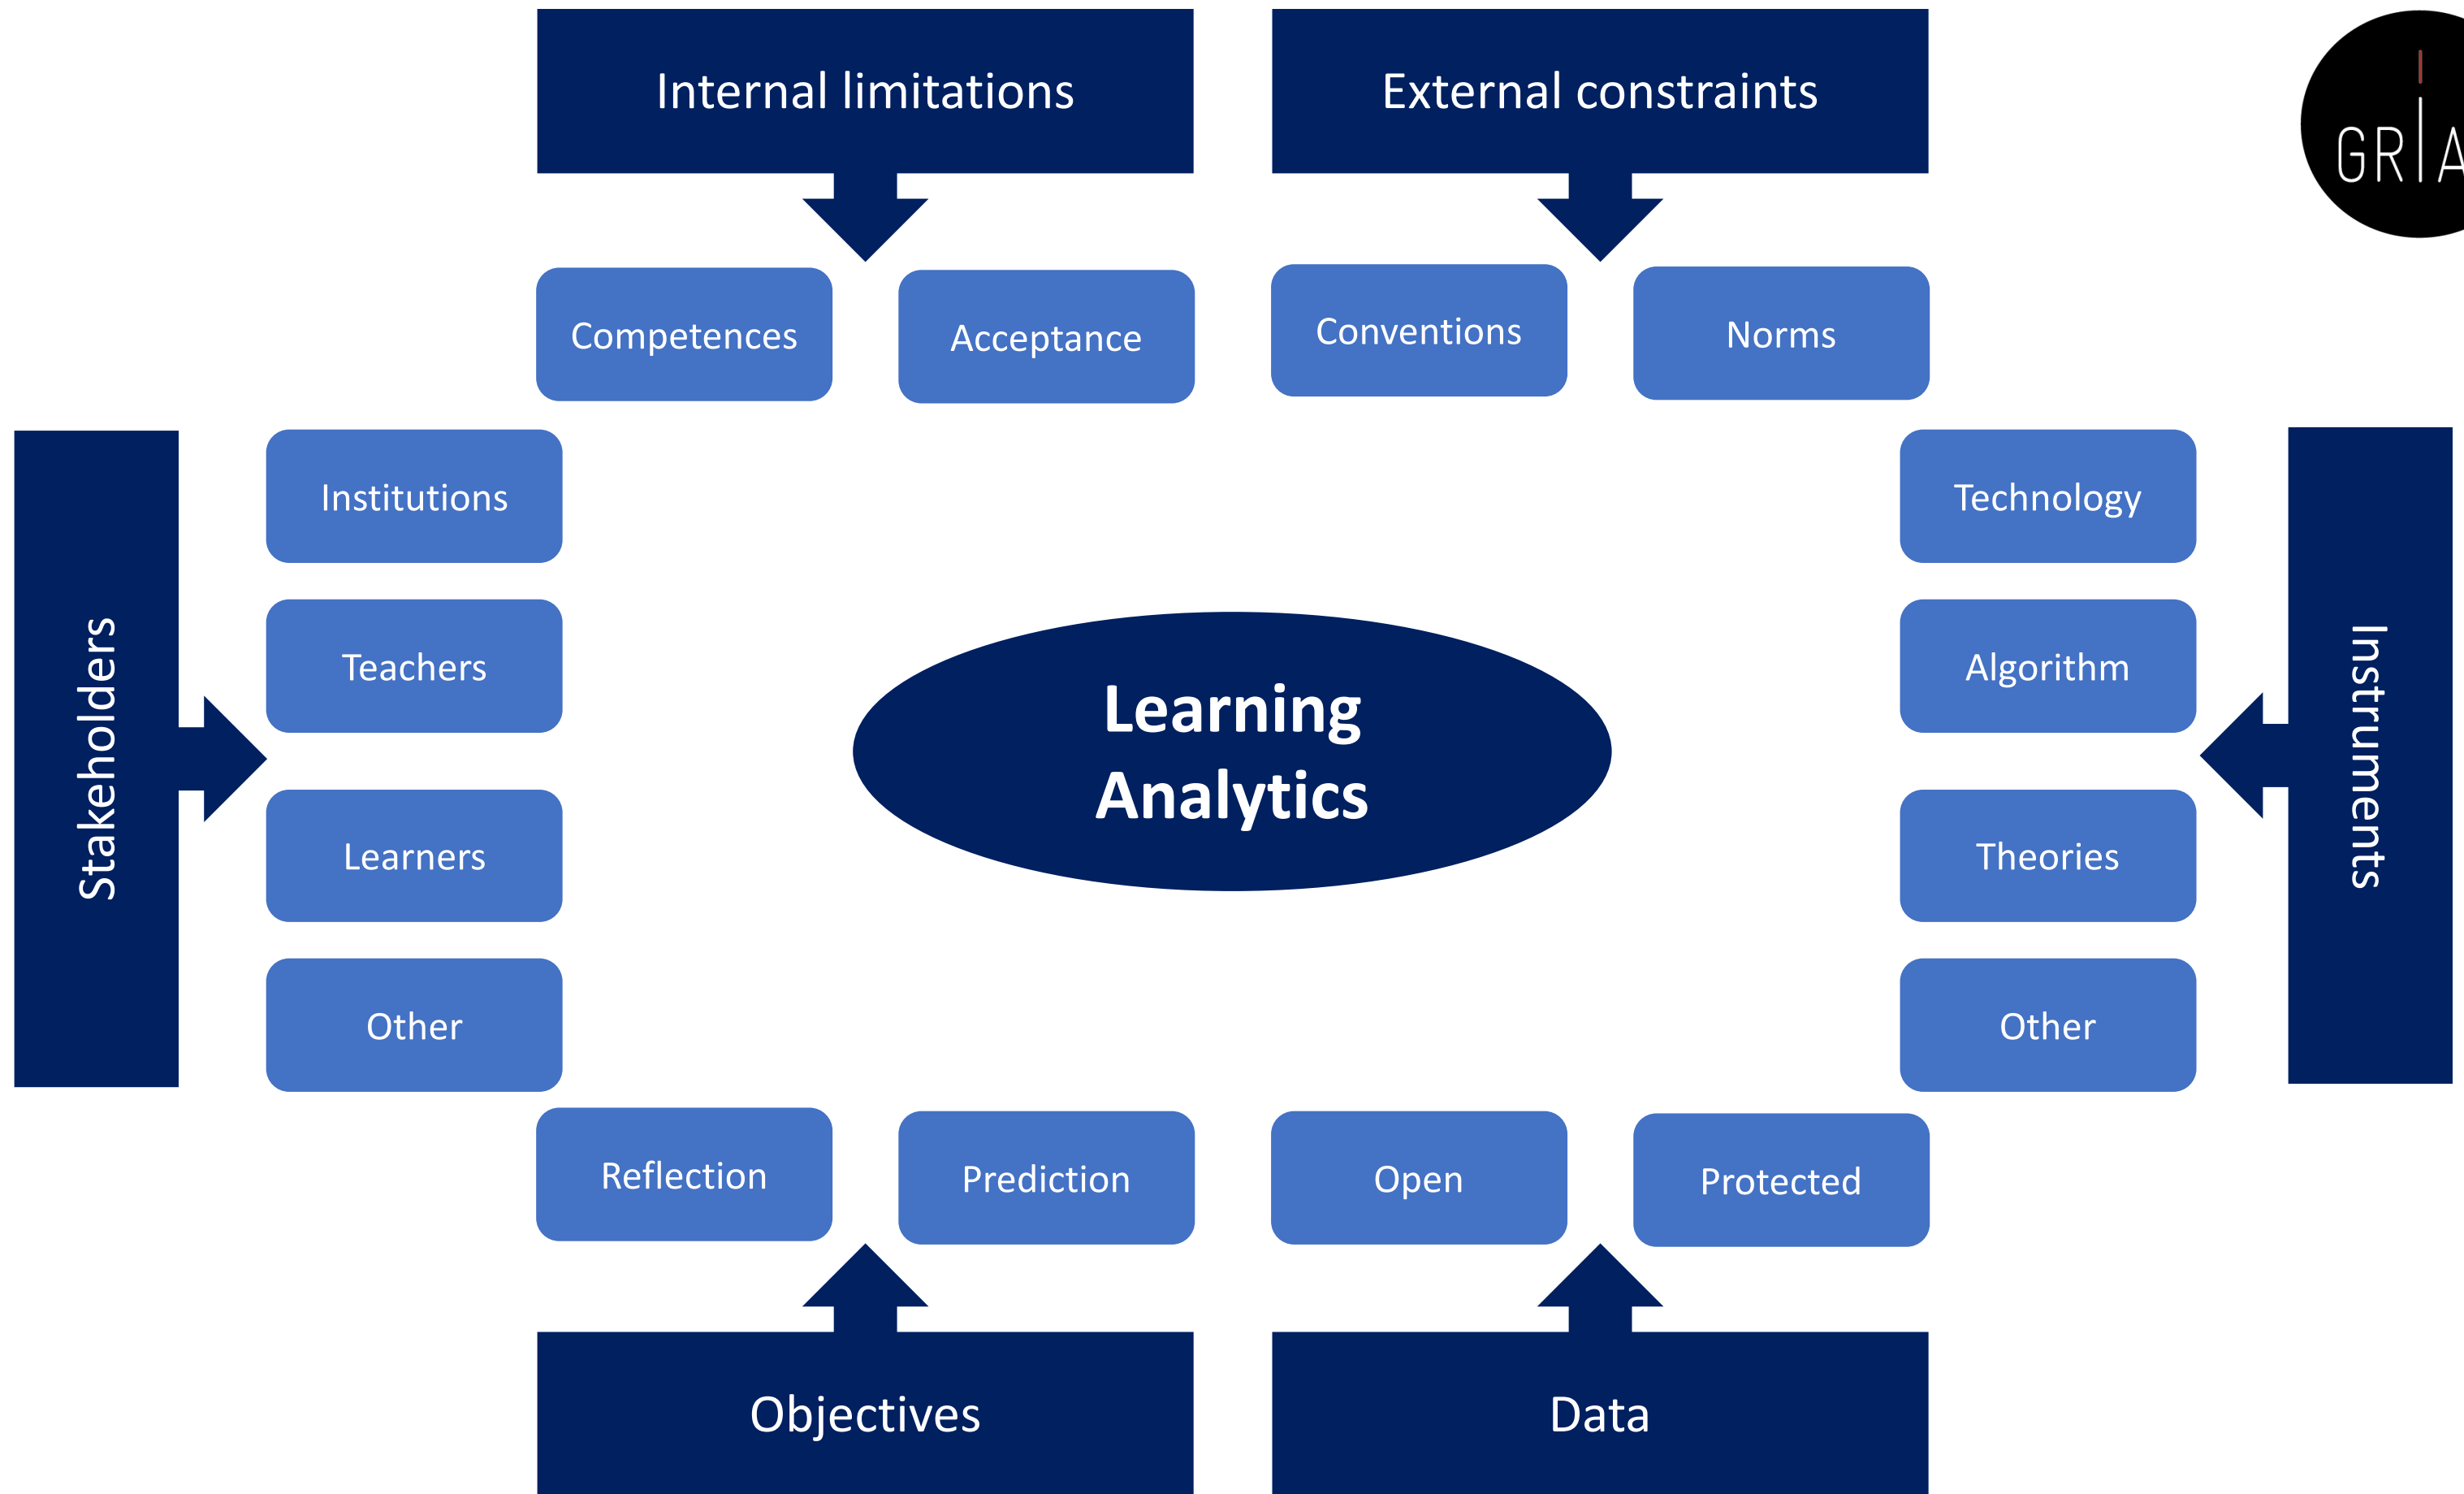 Internal limitations
External constraints
GRIA
Competences
Acceptance
Conventions
Norms
Stakeholders
Institutions
Teachers
Learners
Other
Learning
Analytics
Technology
Algorithm
Theories
Other
Instruments
Reflection
Prediction
Open
Protected
Objectives
Data